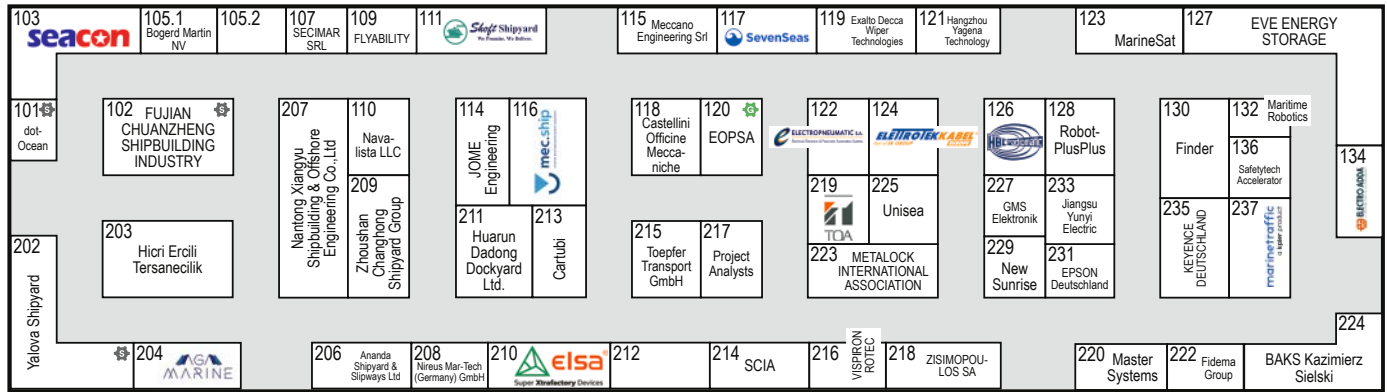 103
seacon
105.1
Bogerd Martin
NV
105.2
107
SECIMAR
SRL
109
FLYABILITY
111
Shoft Shipyard
We Promise. We Deliver.
115
Meccano
Engineering Srl
117
SevenSeas
119
Exalto Decca
Wiper
Technologies
121
Hangzhou
Yagena
Technology
123
MarineSat
127
EVE ENERGY
STORAGE
101
S
dot-
Ocean
102
S
FUJIAN
CHUANZHENG
SHIPBUILDING
INDUSTRY
207
Nantong Xiangyu
Shipbuilding & Offshore
Engineering Co.,Ltd
110
Nava-
lista LLC
209
Zhoushan
Changhong
Shipyard Group
114
JOME
Engineering
116
mec.ship
211
Huarun
Dadong
Dockyard
Ltd.
213
Cartubi
118
Castellini
Officine
Mecca-
niche
120
G
EOPSA
215
Toepfer
Transport
GmbH
217
Project
Analysts
122
ELECTROPNEUMATIC S.A.
124
ELETTROTEKKABEL
219
TOA
225
Unisea
223
METALOCK
INTERNATIONAL
ASSOCIATION
126
128
Robot-
PlusPlus
227
GMS
Elektronik
233
Jiangsu
Yunyi
Electric
229
New
Sunrise
231
EPSON
Deutschland
130
Finder
132
Maritime
Robotics
136
Safetytech
Accelerator
235
KEYENCE
DEUTSCHLAND
237
marinetraffic
a kpler product
134
ELECTRO ADDA
202
Yalova Shipyard
203
Hicri Ercili
Tersanecilik
S
204
AGA
MARINE
206
Ananda
Shipyard &
Slipways Ltd
208
Nireus Mar-Tech
(Germany) GmbH
210
elsa
Super Xtrafactory Devices
212
214
SCIA
216
VISPIRON
ROTEC
218
ZISIMOPOU-
LOS SA
220
Master
Systems
222
Fidema
Group
224
BAKS Kazimierz
Sielski